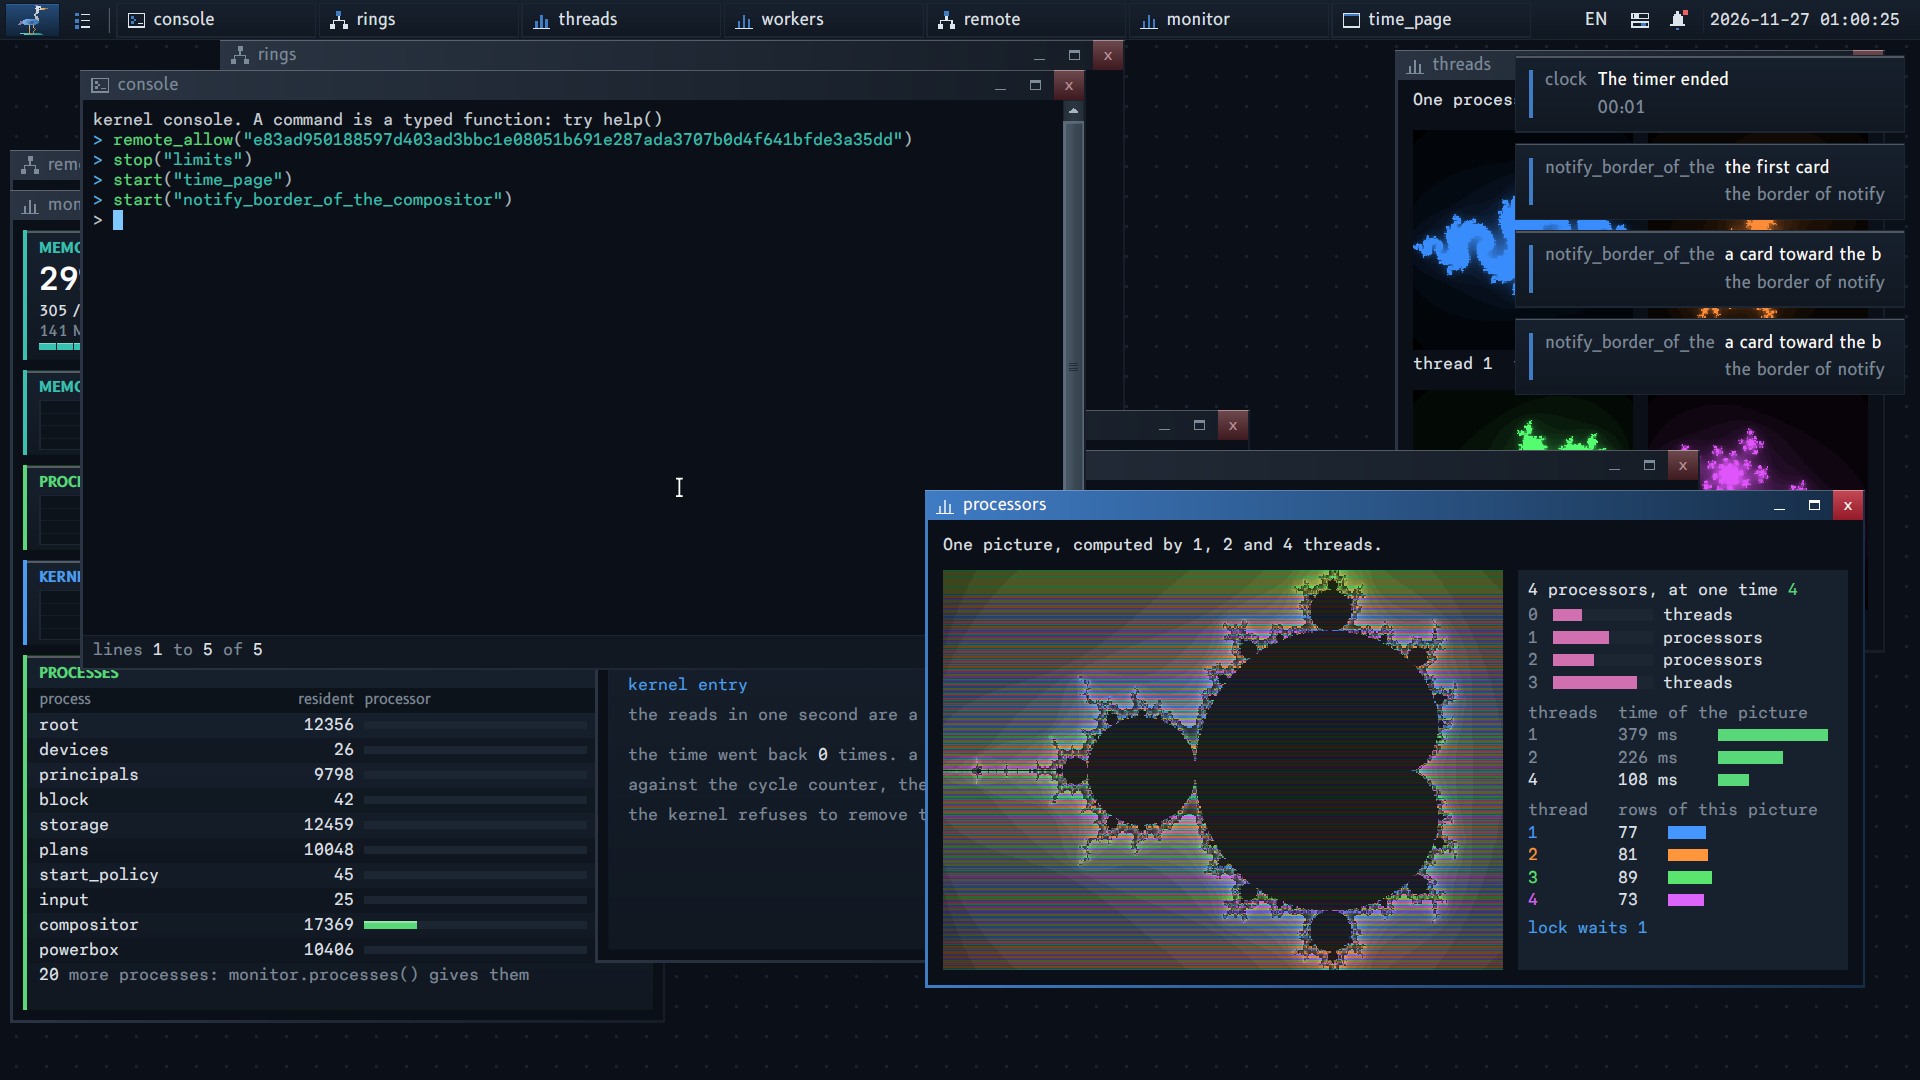 console
rings
threads
workers
remote
monitor
time_page
EN
2026-11-27 01:00:25
rings
console
kernel console. A command is a typed function: try help()
> remote_allow("e83ad950188597d403ad3bbc1e08051b691e287ada3707b0d4f641bfde3a35dd")
> stop("limits")
> start("time_page")
> start("notify_border_of_the_compositor")
>
lines 1 to 5 of 5
rem
mon
MEMO
29
305 /
141 M
MEMO
PROC
KERN
PROCESSES
process resident processor
root 12356
devices 26
principals 9798
block 42
storage 12459
plans 10048
start_policy 45
input 25
compositor 17369
powerbox 10406
20 more processes: monitor.processes() gives them
kernel entry
the reads in one second are a
the time went back 0 times. a
against the cycle counter, the
the kernel refuses to remove t
threads
One proces
thread 1
clock The timer ended
00:01
notify_border_of_the the first card
the border of notify
notify_border_of_the a card toward the b
the border of notify
notify_border_of_the a card toward the b
the border of notify
processors
One picture, computed by 1, 2 and 4 threads.
4 processors, at one time 4
0 threads
1 processors
2 processors
3 threads
threads time of the picture
1 379 ms
2 226 ms
4 108 ms
thread rows of this picture
1 77
2 81
3 89
4 73
lock waits 1